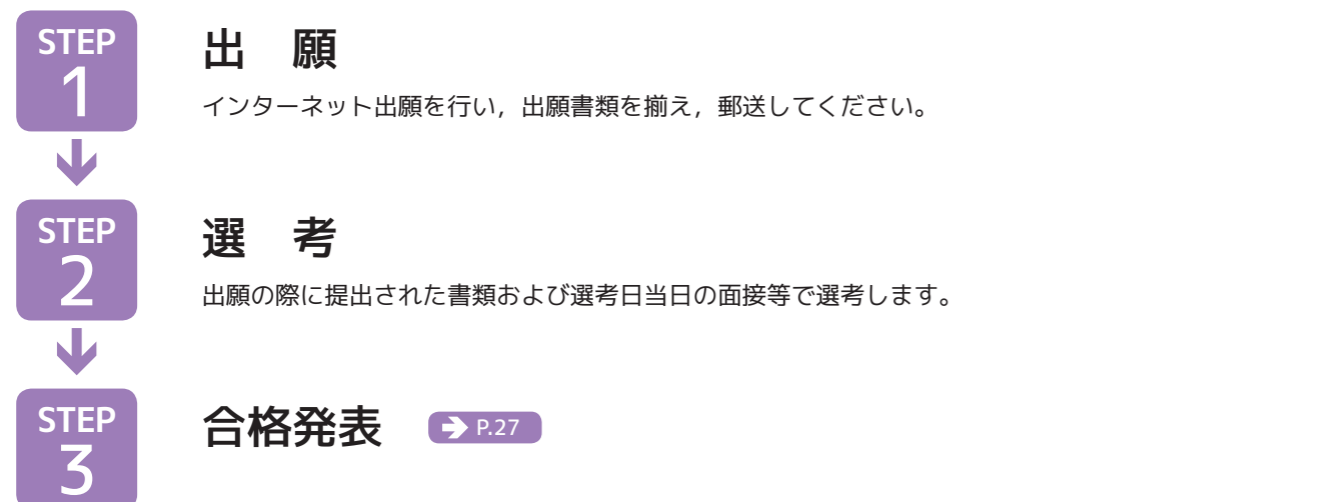 STEP
1
出　願
インターネット出願を行い，出願書類を揃え，郵送してください。
STEP
2
選　考
出願の際に提出された書類および選考日当日の面接等で選考します。
STEP
3
合格発表
P.27